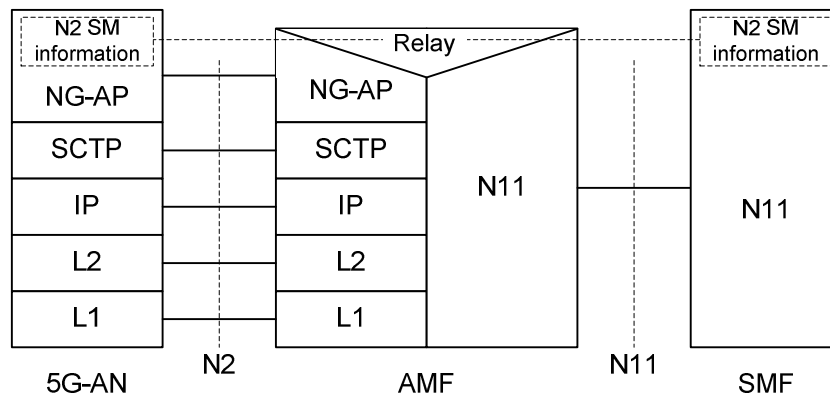 N2 SM
information
NG-AP
SCTP
IP
L2
L1
5G-AN
N2
Relay
NG-AP
SCTP
IP
L2
L1
N11
AMF
N11
N2 SM
information
N11
SMF